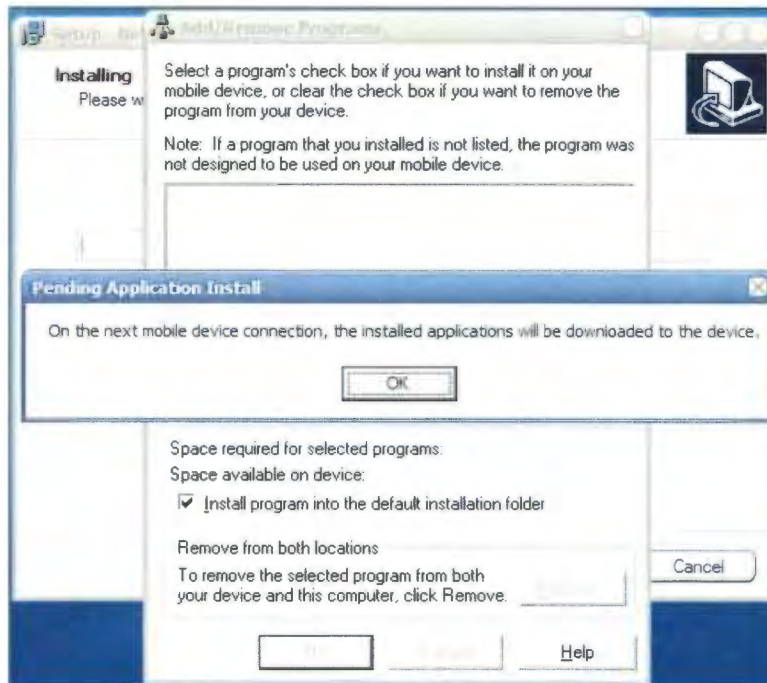 Setup
Add/Remove Programs
Installing
Please w
Select a program's check box if you want to install it on your
mobile device, or clear the check box if you want to remove the
program from your device.
Note: If a program that you installed is not listed, the program was
not designed to be used on your mobile device.
Pending Application Install
On the next mobile device connection, the installed applications will be downloaded to the device.
OK
Space required for selected programs:
Space available on device:
Install program into the default installation folder
Remove from both locations
To remove the selected program from both
your device and this computer, click Remove.
Cancel
Help